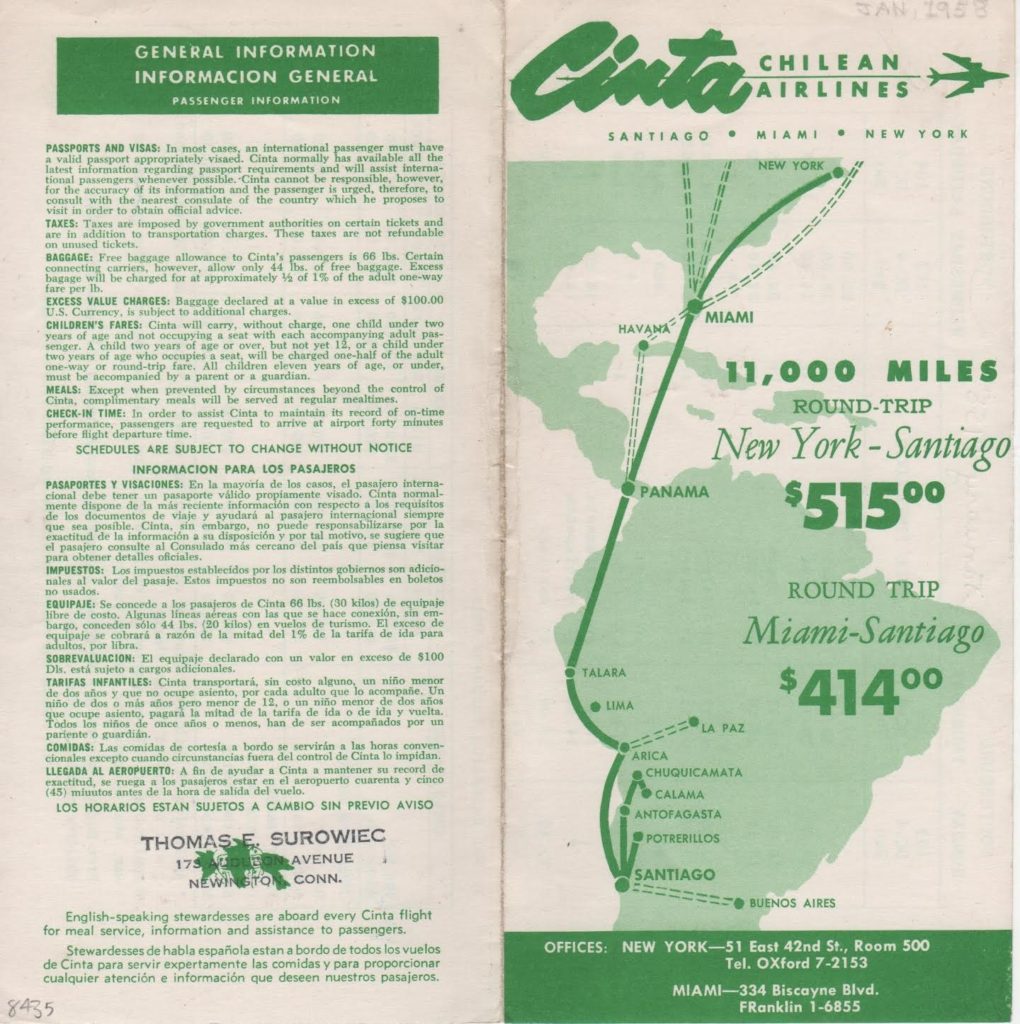 GENERAL INFORMATION
INFORMACION GENERAL
PASSENGER INFORMATION
PASSPORTS AND VISAS: In most cases, an international passenger must have
a valid passport appropriately visaed. Cinta normally has available all the
latest information regarding passport requirements and will assist interna-
tional passengers whenever possible. Cinta cannot be responsible, however,
for the accuracy of its information and the passenger is urged, therefore, to
consult with the nearest consulate of the country which he proposes to
visit in order to obtain official advice.
TAXES: Taxes are imposed by government authorities on certain tickets and
are in addition to transportation charges. These taxes are not refundable
on unused tickets.
BAGGAGE: Free baggage allowance to Cinta's passengers is 66 lbs. Certain
connecting carriers, however, allow only 44 lbs. of free baggage. Excess
bagage will be charged for at approximately ½ of 1% of the adult one-way
fare per lb.
EXCESS VALUE CHARGES: Baggage declared at a value in excess of $100.00
U.S. Currency, is subject to additional charges.
CHILDREN'S FARES: Cinta will carry, without charge, one child under two
years of age and not occupying a seat with each accompanying adult pas-
senger. A child two years of age or over, but not yet 12, or a child under
two years of age who occupies a seat, will be charged one-half of the adult
one-way or round-trip fare. All children eleven years of age, or under,
must be accompanied by a parent or a guardian.
MEALS: Except when prevented by circumstances beyond the control of
Cinta, complimentary meals will be served at regular mealtimes.
CHECK-IN TIME: In order to assist Cinta to maintain its record of on-time
performance, passengers are requested to arrive at airport forty minutes
before flight departure time.
SCHEDULES ARE SUBJECT TO CHANGE WITHOUT NOTICE
INFORMACION PARA LOS PASAJEROS
PASAPORTES Y VISACIONES: En la mayoría de los casos, el pasajero interna-
cional debe tener un pasaporte válido propiamente visado. Cinta normal-
mente dispone de la más reciente información con respecto a los requisitos
de los documentos de viaje y ayudará al pasajero internacional siempre
que sea posible. Cinta, sin embargo, no puede responsabilizarse por la
exactitud de la información a su disposición y por tal motivo, se sugiere que
el pasajero consulte al Consulado más cercano del país que piensa visitar
para obtener detalles oficiales.
IMPUESTOS: Los impuestos establecidos por los distintos gobiernos son adicio-
nales al valor del pasaje. Estos impuestos no son reembolsables en boletos
no usados.
EQUIPAJE: Se concede a los pasajeros de Cinta 66 lbs. (30 kilos) de equipaje
libre de costo. Algunas líneas aéreas con las que se hace conexión, sin em-
bargo, conceden sólo 44 lbs. (20 kilos) en vuelos de turismo. El exceso de
equipaje se cobrará a razón de la mitad del 1% de la tarifa de ida para
adultos, por libra.
SOBREVALUACION: El equipaje declarado con un valor en exceso de $100
Dls. está sujeto a cargos adicionales.
TARIFAS INFANTILES: Cinta transportará, sin costo alguno, un niño menor
de dos años y que no ocupe asiento, por cada adulto que lo acompañe. Un
niño de dos o más años pero menor de 12, o un niño menor de dos años
que ocupe asiento, pagará la mitad de la tarifa de ida o de ida y vuelta.
Todos los niños de once años o menos, han de ser acompañados por un
pariente o guardián.
COMIDAS: Las comidas de cortesía a bordo se servirán a las horas conven-
cionales excepto cuando circunstancias fuera del control de Cinta lo impidan.
LLEGADA AL AEROPUERTO: A fin de ayudar a Cinta a mantener su record de
exactitud, se ruega a los pasajeros estar en el aeropuerto cuarenta y cinco
(45) miuutos antes de la hora de salida del vuelo.
LOS HORARIOS ESTAN SUJETOS A CAMBIO SIN PREVIO AVISO
THOMAS E. SUROWIEC
175 AUDUBON AVENUE
NEWINGTON, CONN.
English-speaking stewardesses are aboard every Cinta flight
for meal service, information and assistance to passengers.
Stewardesses de habla española estan a bordo de todos los vuelos
de Cinta para servir expertamente las comidas y para proporcionar
cualquier atención e información que deseen nuestros pasajeros.
8435
JAN, 1958
Cinta CHILEAN
AIRLINES
SANTIAGO • MIAMI • NEW YORK
NEW YORK
MIAMI
HAVANA
11,000 MILES
ROUND-TRIP
New York - Santiago
$51500
PANAMA
ROUND TRIP
Miami-Santiago
$41400
TALARA
LIMA
LA PAZ
ARICA
CHUQUICAMATA
CALAMA
ANTOFAGASTA
POTRERILLOS
SANTIAGO
BUENOS AIRES
OFFICES: NEW YORK—51 East 42nd St., Room 500
Tel. OXford 7-2153
MIAMI—334 Biscayne Blvd.
FRanklin 1-6855